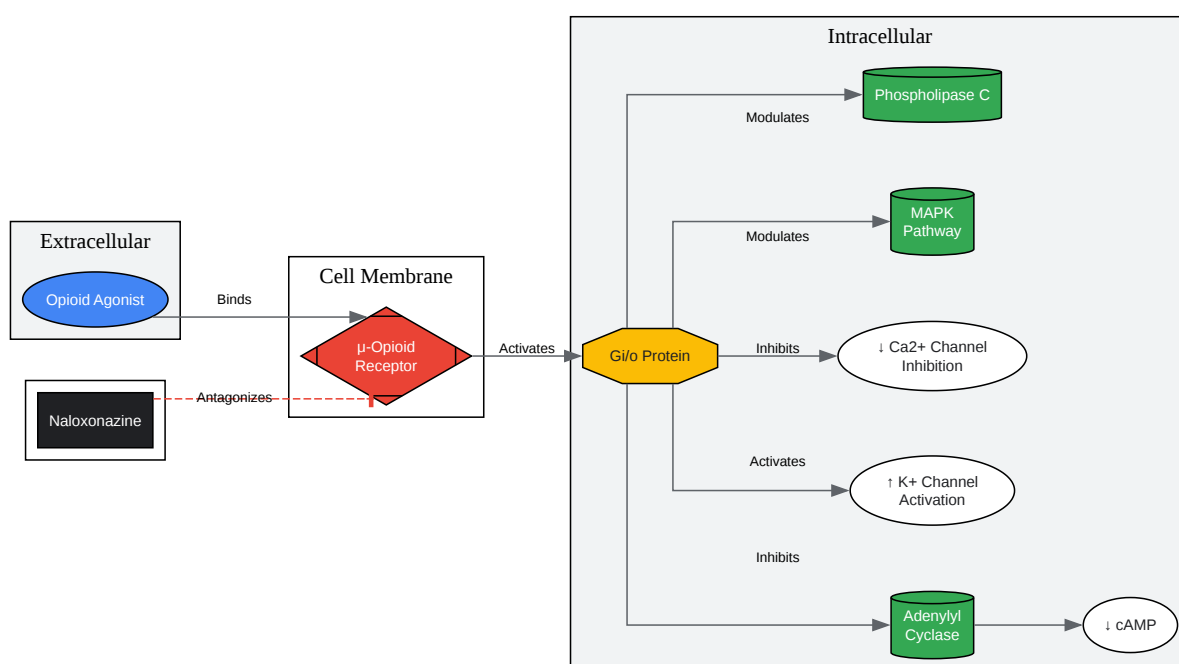 Extracellular
Opioid Agonist
Binds
Naloxonazine
Antagonizes
Cell Membrane
μ-Opioid
Receptor
Activates
Intracellular
Gi/o Protein
Modulates
Phospholipase C
Modulates
MAPK
Pathway
Inhibits
↓ Ca2+ Channel
Inhibition
Activates
↑ K+ Channel
Activation
Inhibits
Adenylyl
Cyclase
↓ cAMP